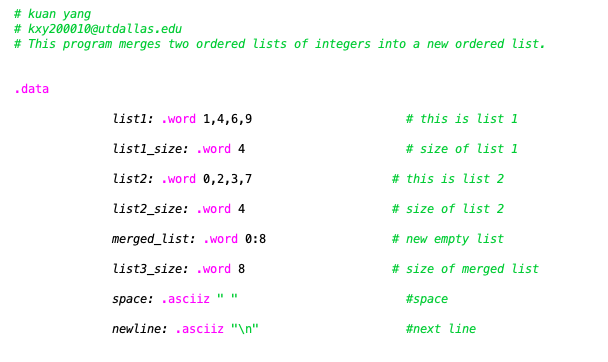 # kuan yang
# kxy200010@utdallas.edu
# This program merges two ordered lists of integers into a new ordered list.
.data
list1: .word 1,4,6,9 # this is list 1
list1_size: .word 4 # size of list 1
list2: .word 0,2,3,7 # this is list 2
list2_size: .word 4 # size of list 2
merged_list: .word 0:8 # new empty list
list3_size: .word 8 # size of merged list
space: .asciiz " " #space
newline: .asciiz "\n" #next line